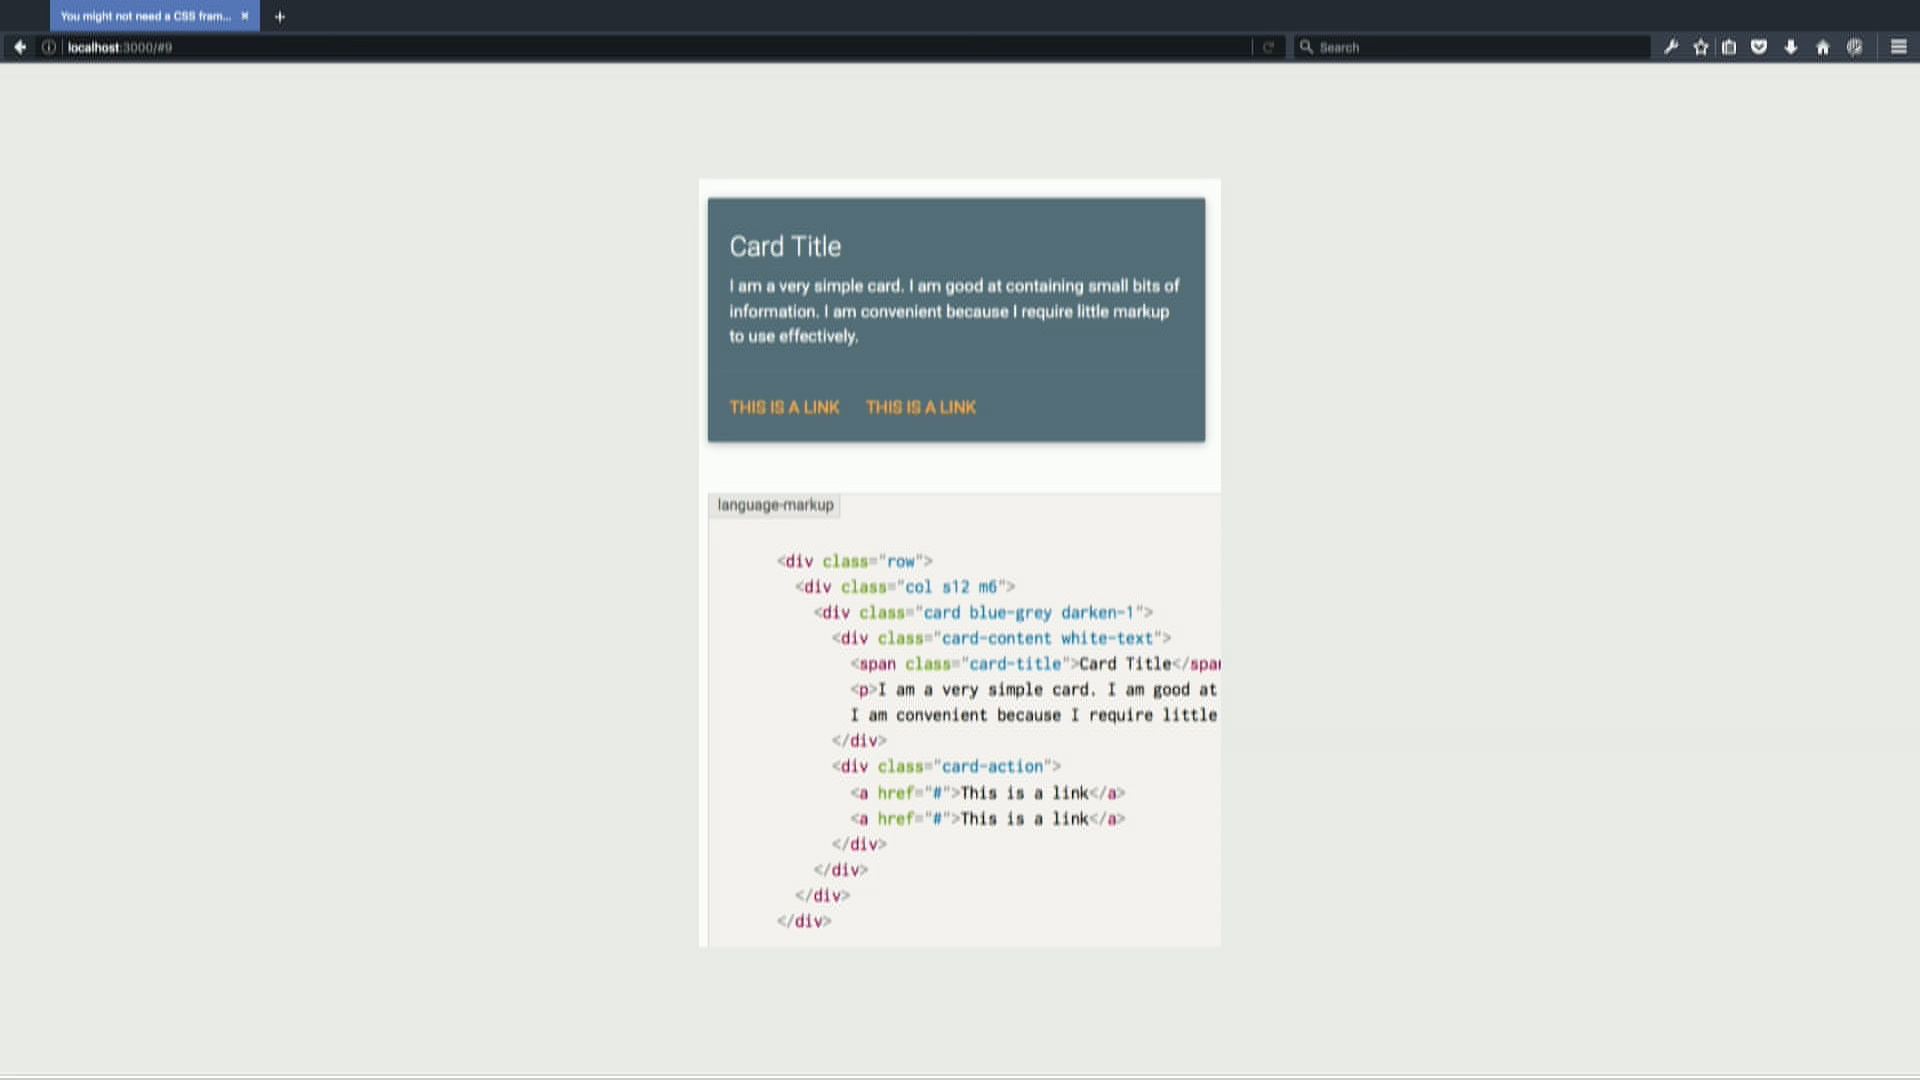 You might not need a CSS fram...
localhost:3000/#9
Search
Card Title
I am a very simple card. I am good at containing small bits of
information. I am convenient because I require little markup
to use effectively.
THIS IS A LINK THIS IS A LINK
language-markup
<div class="row">
<div class="col s12 m6">
<div class="card blue-grey darken-1">
<div class="card-content white-text">
<span class="card-title">Card Title</span
<p>I am a very simple card. I am good at
I am convenient because I require little
</div>
<div class="card-action">
<a href="#">This is a link</a>
<a href="#">This is a link</a>
</div>
</div>
</div>
</div>